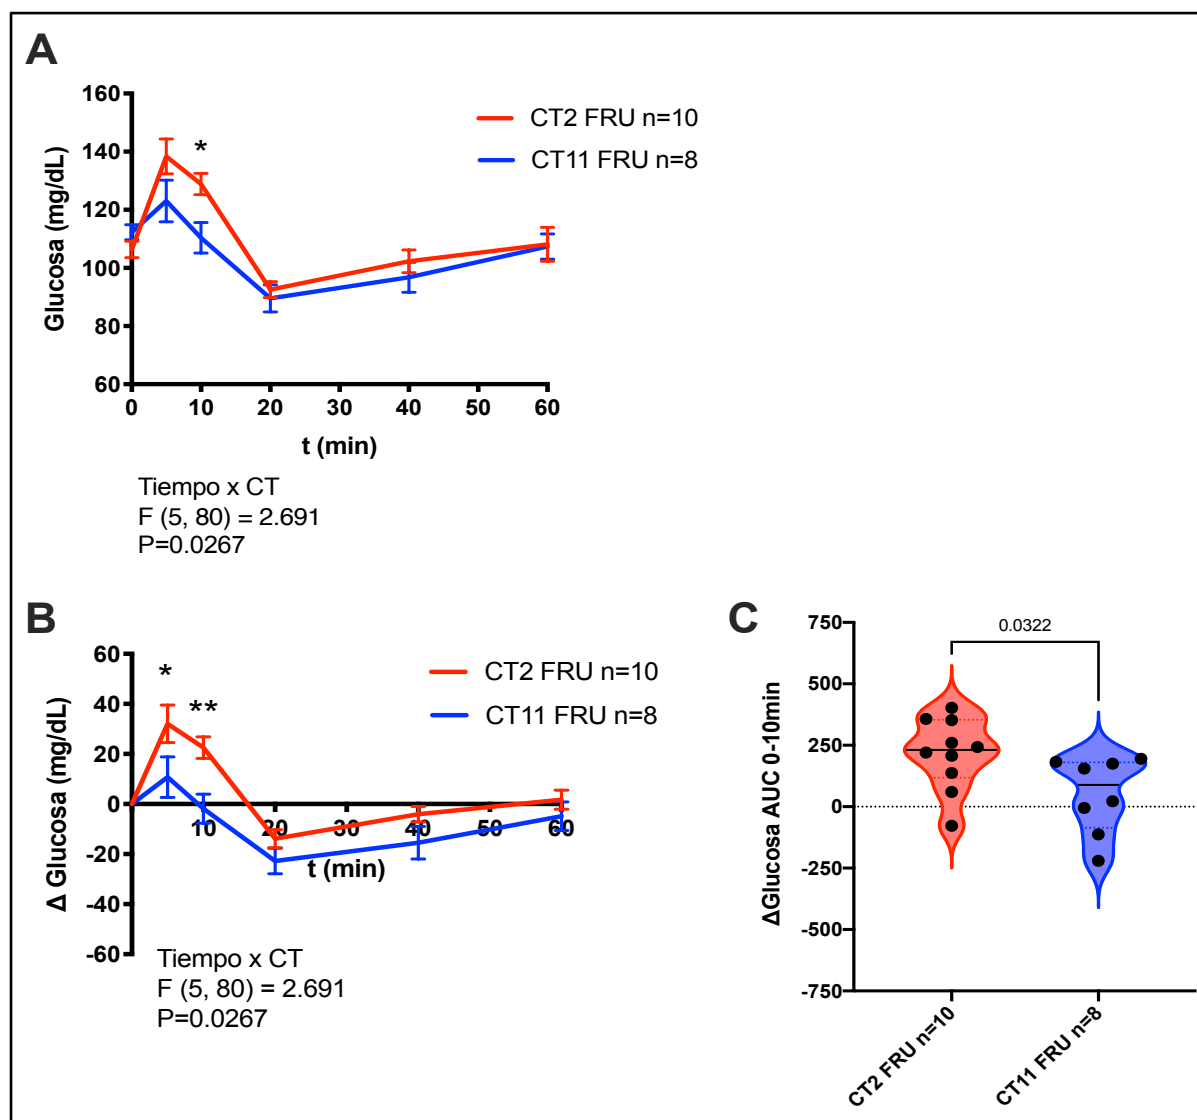 A
160
140
120
100
80
60
Glucosa (mg/dL)
0 10 20 30 40 50 60
t (min)
*
CT2 FRU n=10
CT11 FRU n=8
Tiempo x CT
F (5, 80) = 2.691
P=0.0267
B
60
40
20
0
-20
-40
-60
Δ Glucosa (mg/dL)
10 20 30 40 50 60
t (min)
*
**
CT2 FRU n=10
CT11 FRU n=8
Tiempo x CT
F (5, 80) = 2.691
P=0.0267
C
750
500
250
0
-250
-500
-750
ΔGlucosa AUC 0-10min
0.0322
CT2 FRU n=10
CT11 FRU n=8